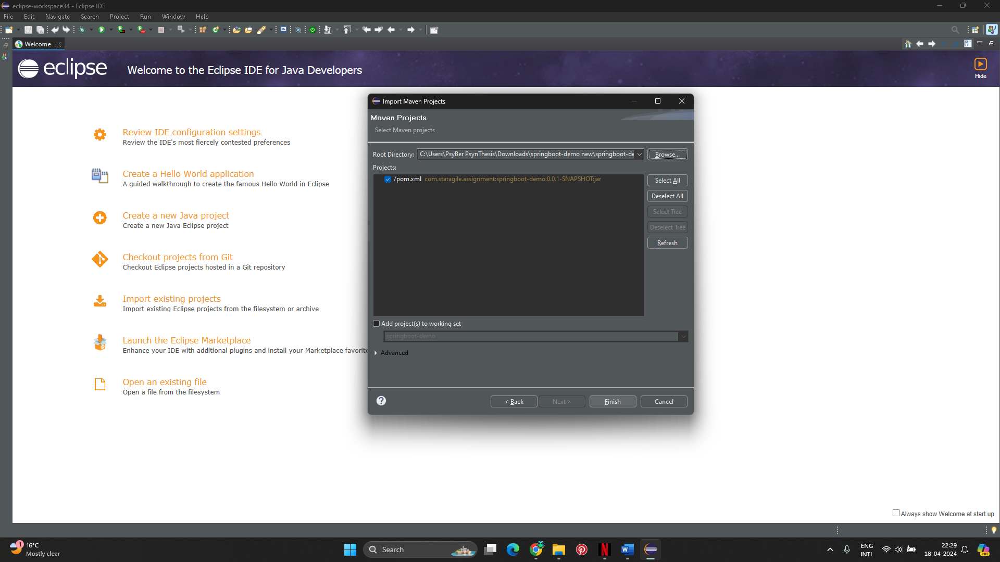 eclipse-workspace34 - Eclipse IDE
File Edit Navigate Search Project Run Window Help
Welcome
eclipse
Welcome to the Eclipse IDE for Java Developers
Hide
Review IDE configuration settings
Review the IDE's most fiercely contested preferences
Create a Hello World application
A guided walkthrough to create the famous Hello World in Eclipse
Create a new Java project
Create a new Java Eclipse project
Checkout projects from Git
Checkout Eclipse projects hosted in a Git repository
Import existing projects
Import existing Eclipse projects from the filesystem or archive
Launch the Eclipse Marketplace
Enhance your IDE with additional plugins and install your Marketplace favorite
Open an existing file
Open a file from the filesystem
Import Maven Projects
Maven Projects
Select Maven projects
Root Directory: C:\Users\PsyBer PsynThesis\Downloads\springboot-demo new\springboot-de Browse...
Projects:
/pom.xml com.staragile.assignment:springboot-demo:0.0.1-SNAPSHOT:jar
Select All
Deselect All
Select Tree
Deselect Tree
Refresh
Add project(s) to working set
springboot-demo
Advanced
? < Back Next > Finish Cancel
Always show Welcome at start up
1
16°C
Mostly clear
Search
ENG
INTL
22:29
18-04-2024
PRE